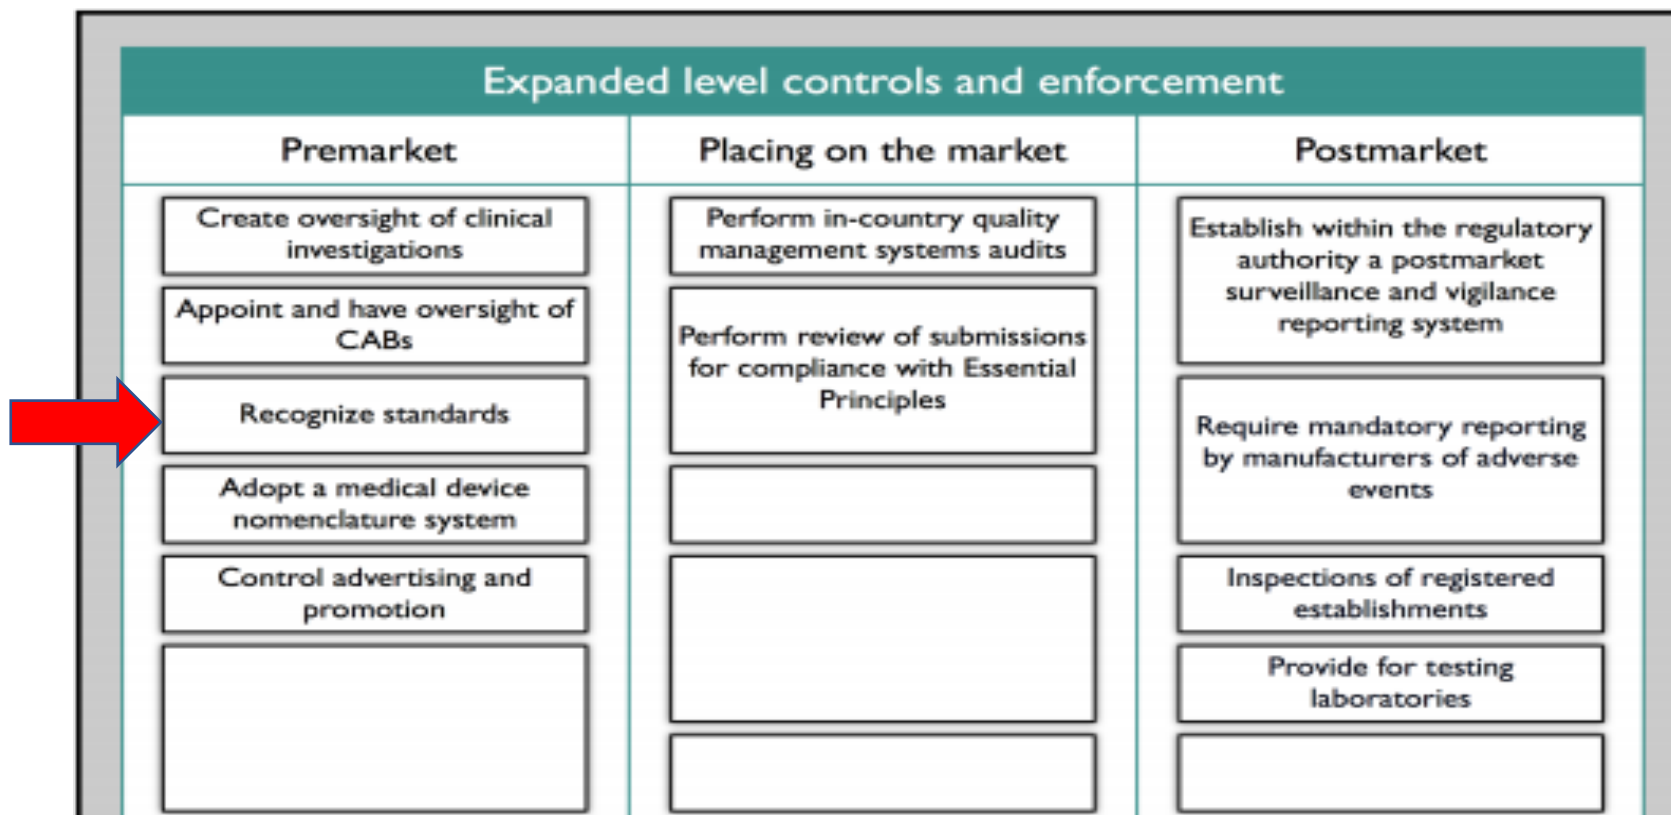 Expanded level controls and enforcement
Premarket
Placing on the market
Postmarket
Create oversight of clinical
investigations
Appoint and have oversight of
CABs
Recognize standards
Adopt a medical device
nomenclature system
Control advertising and
promotion
Perform in-country quality
management systems audits
Perform review of submissions
for compliance with Essential
Principles
Establish within the regulatory
authority a postmarket
surveillance and vigilance
reporting system
Require mandatory reporting
by manufacturers of adverse
events
Inspections of registered
establishments
Provide for testing
laboratories